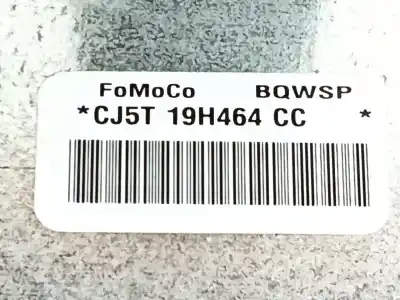 FoMoCo BQWSP
*CJ5T 19H464 CC *